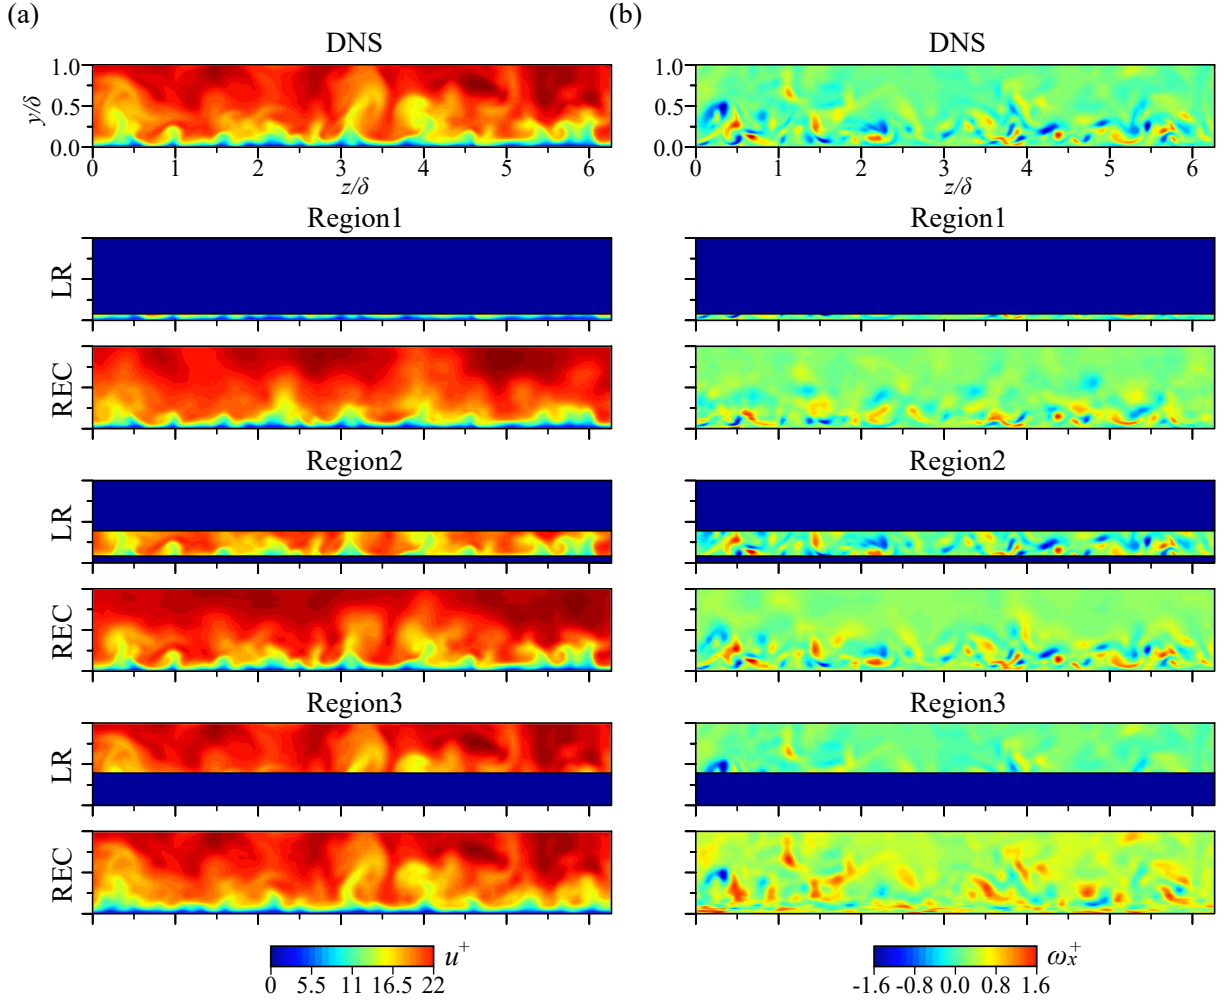 (a) (b)
DNS DNS
1.0 1.0
y/δ 0.5 0.5
0.0 0.0
0 1 2 3 4 5 6 0 1 2 3 4 5 6
z/δ z/δ
Region1 Region1
LR
REC
Region2 Region2
LR
REC
Region3 Region3
LR
REC
u+ ωx+
0 5.5 11 16.5 22 -1.6 -0.8 0.0 0.8 1.6